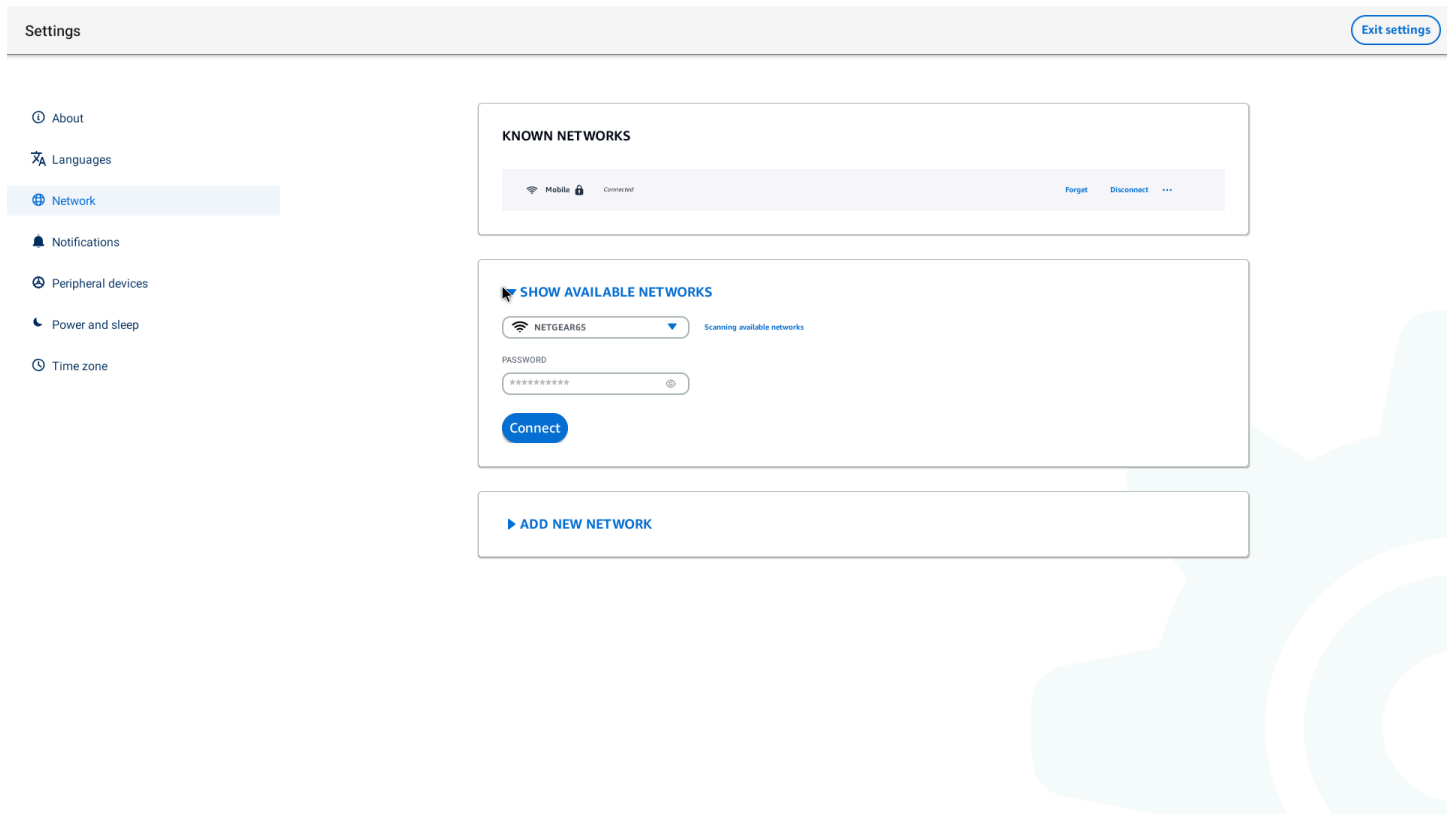 Settings
Exit settings
About
Languages
Network
Notifications
Peripheral devices
Power and sleep
Time zone
KNOWN NETWORKS
Mobile Connected Forget Disconnect ...
SHOW AVAILABLE NETWORKS
NETGEAR65 Scanning available networks
PASSWORD
**********
Connect
ADD NEW NETWORK